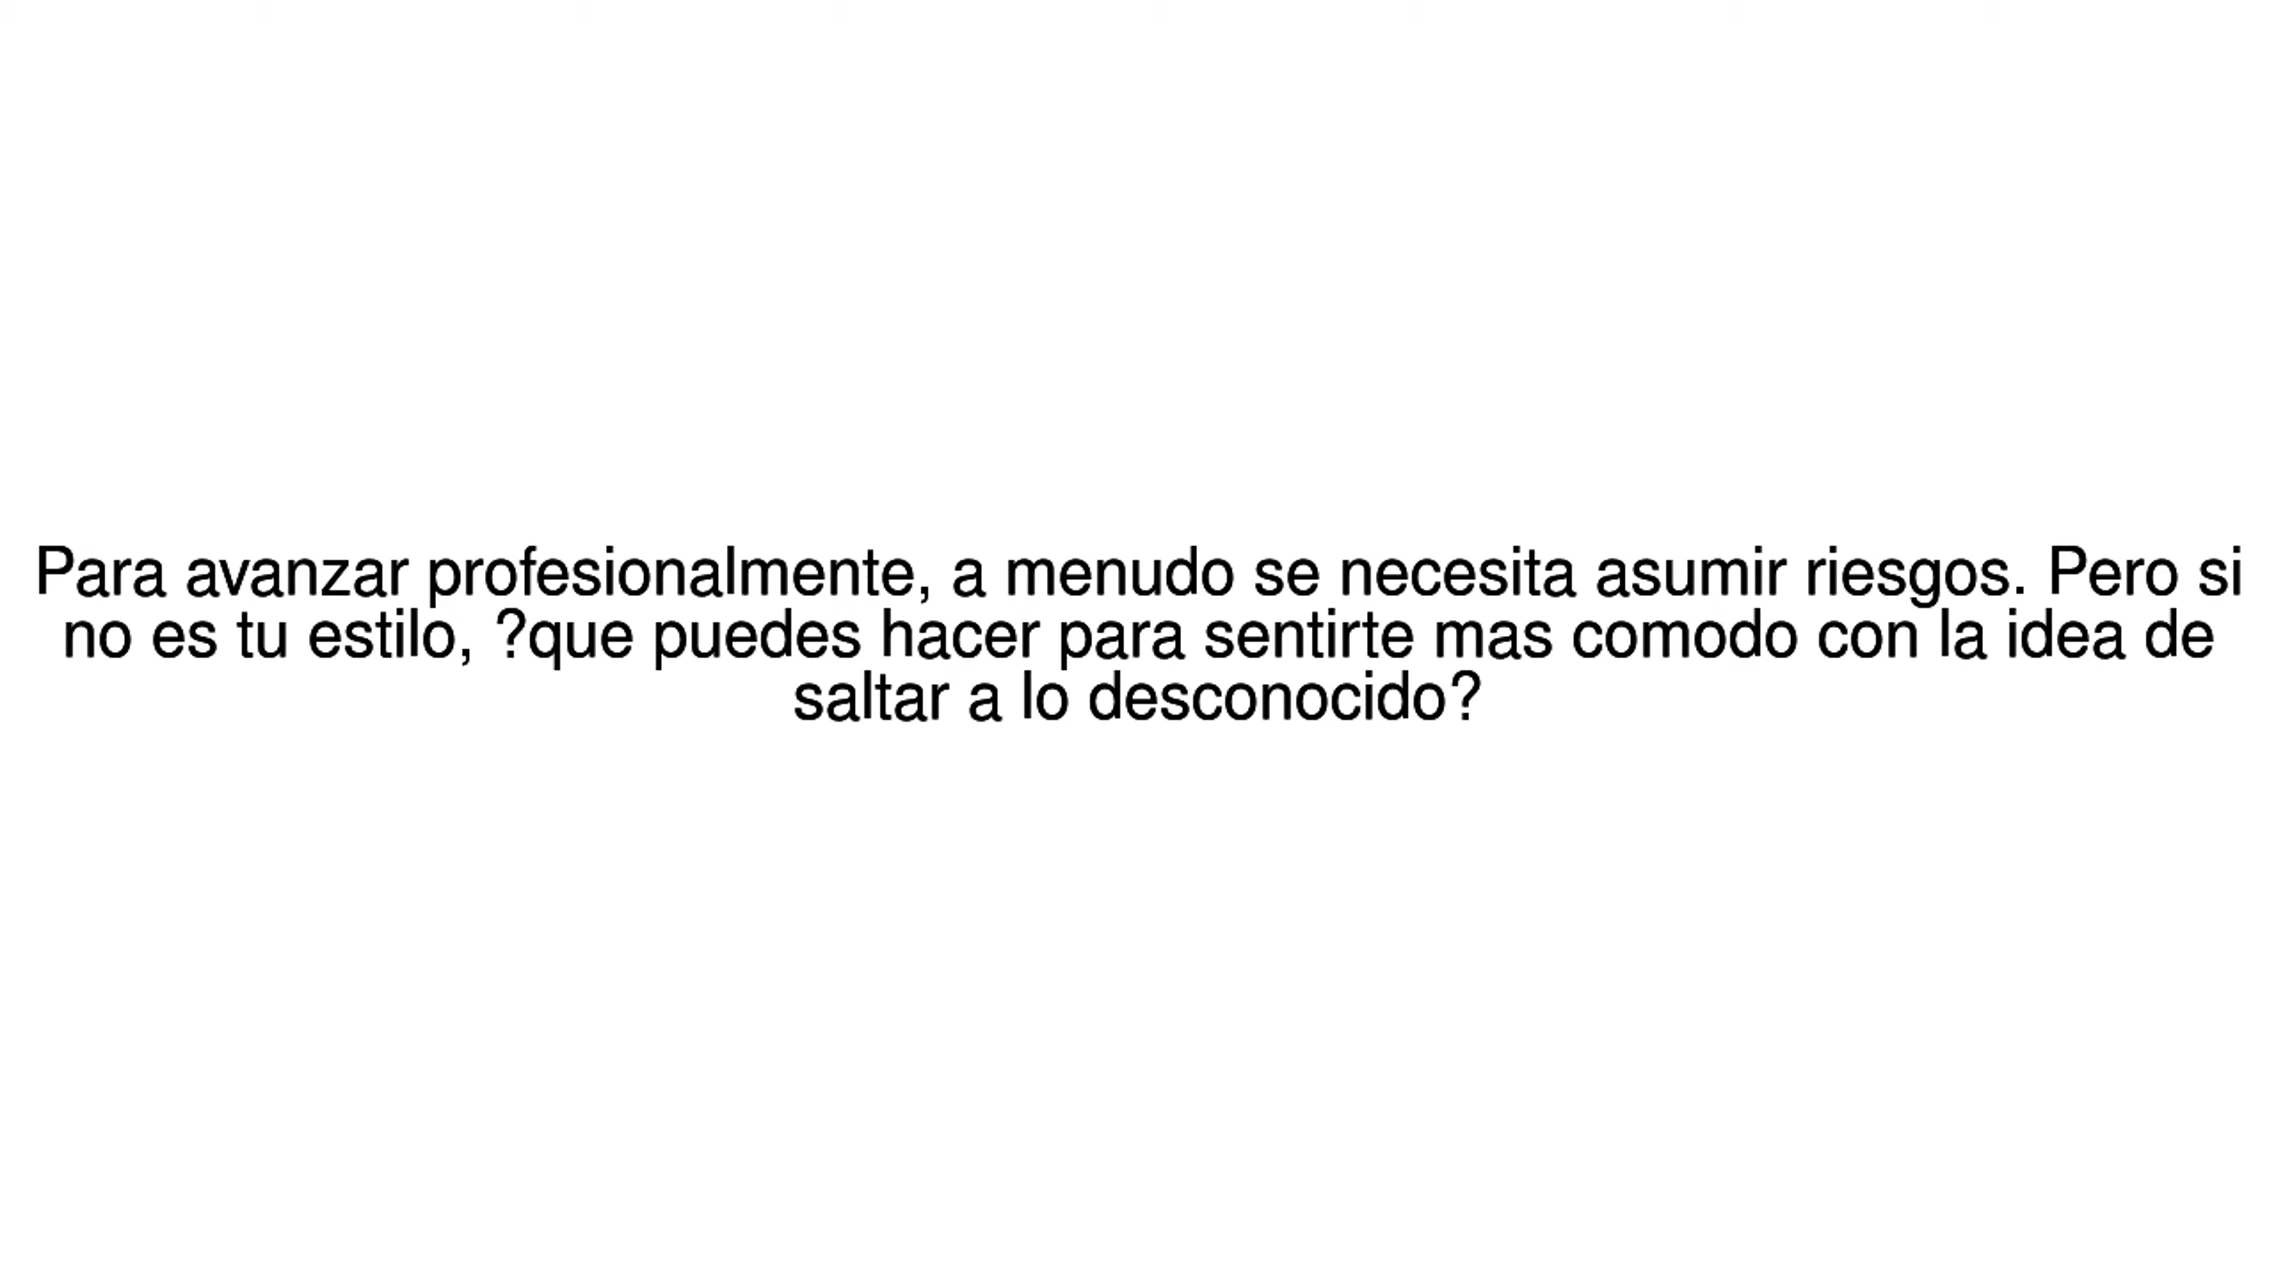 Para avanzar profesionalmente, a menudo se necesita asumir riesgos. Pero si
no es tu estilo, ?que puedes hacer para sentirte mas comodo con la idea de
saltar a lo desconocido?